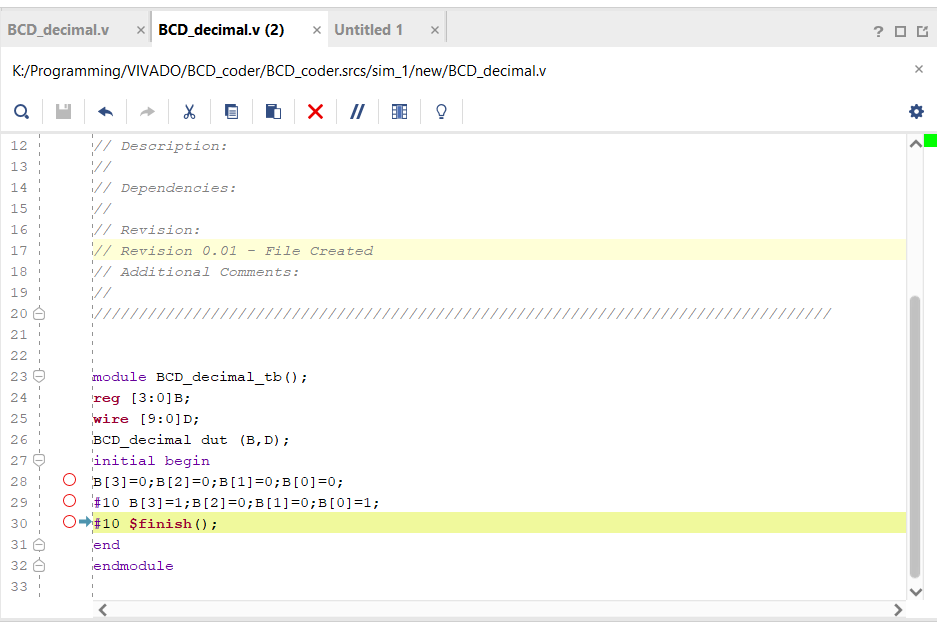 BCD_decimal.v × BCD_decimal.v (2) × Untitled 1 × ?
K:/Programming/VIVADO/BCD_coder/BCD_coder.srcs/sim_1/new/BCD_decimal.v ×
12 // Description:
13 //
14 // Dependencies:
15 //
16 // Revision:
17 // Revision 0.01 - File Created
18 // Additional Comments:
19 //
20 //////////////////////////////////////////////////////////////////////////////////
21
22
23 module BCD_decimal_tb();
24 reg [3:0]B;
25 wire [9:0]D;
26 BCD_decimal dut (B,D);
27 initial begin
28 B[3]=0;B[2]=0;B[1]=0;B[0]=0;
29 #10 B[3]=1;B[2]=0;B[1]=0;B[0]=1;
30 #10 $finish();
31 end
32 endmodule
33